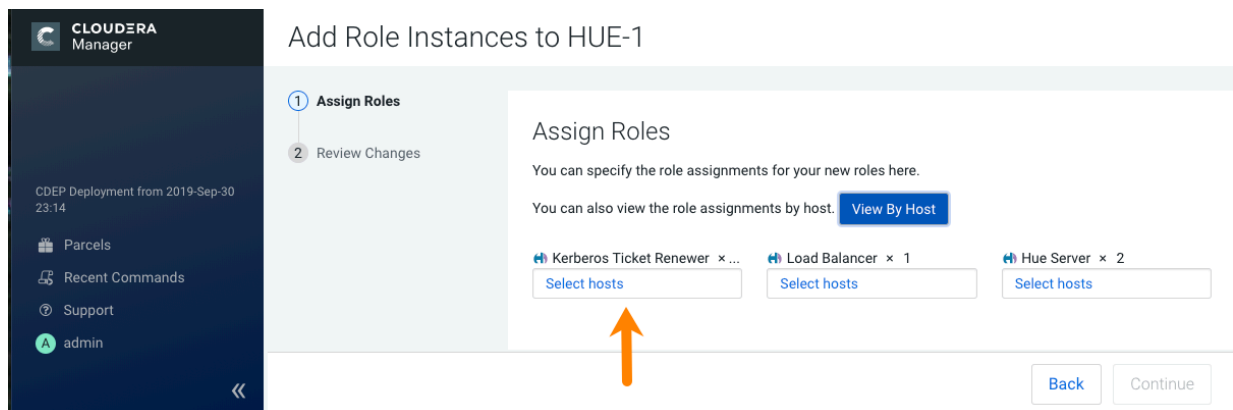 CLOUDERA
Manager
Add Role Instances to HUE-1
1 Assign Roles
2 Review Changes
CDEP Deployment from 2019-Sep-30
23:14
Parcels
Recent Commands
Support
A admin
Assign Roles
You can specify the role assignments for your new roles here.
You can also view the role assignments by host. View By Host
Kerberos Ticket Renewer × ... Load Balancer × 1 Hue Server × 2
Select hosts Select hosts Select hosts
Back Continue